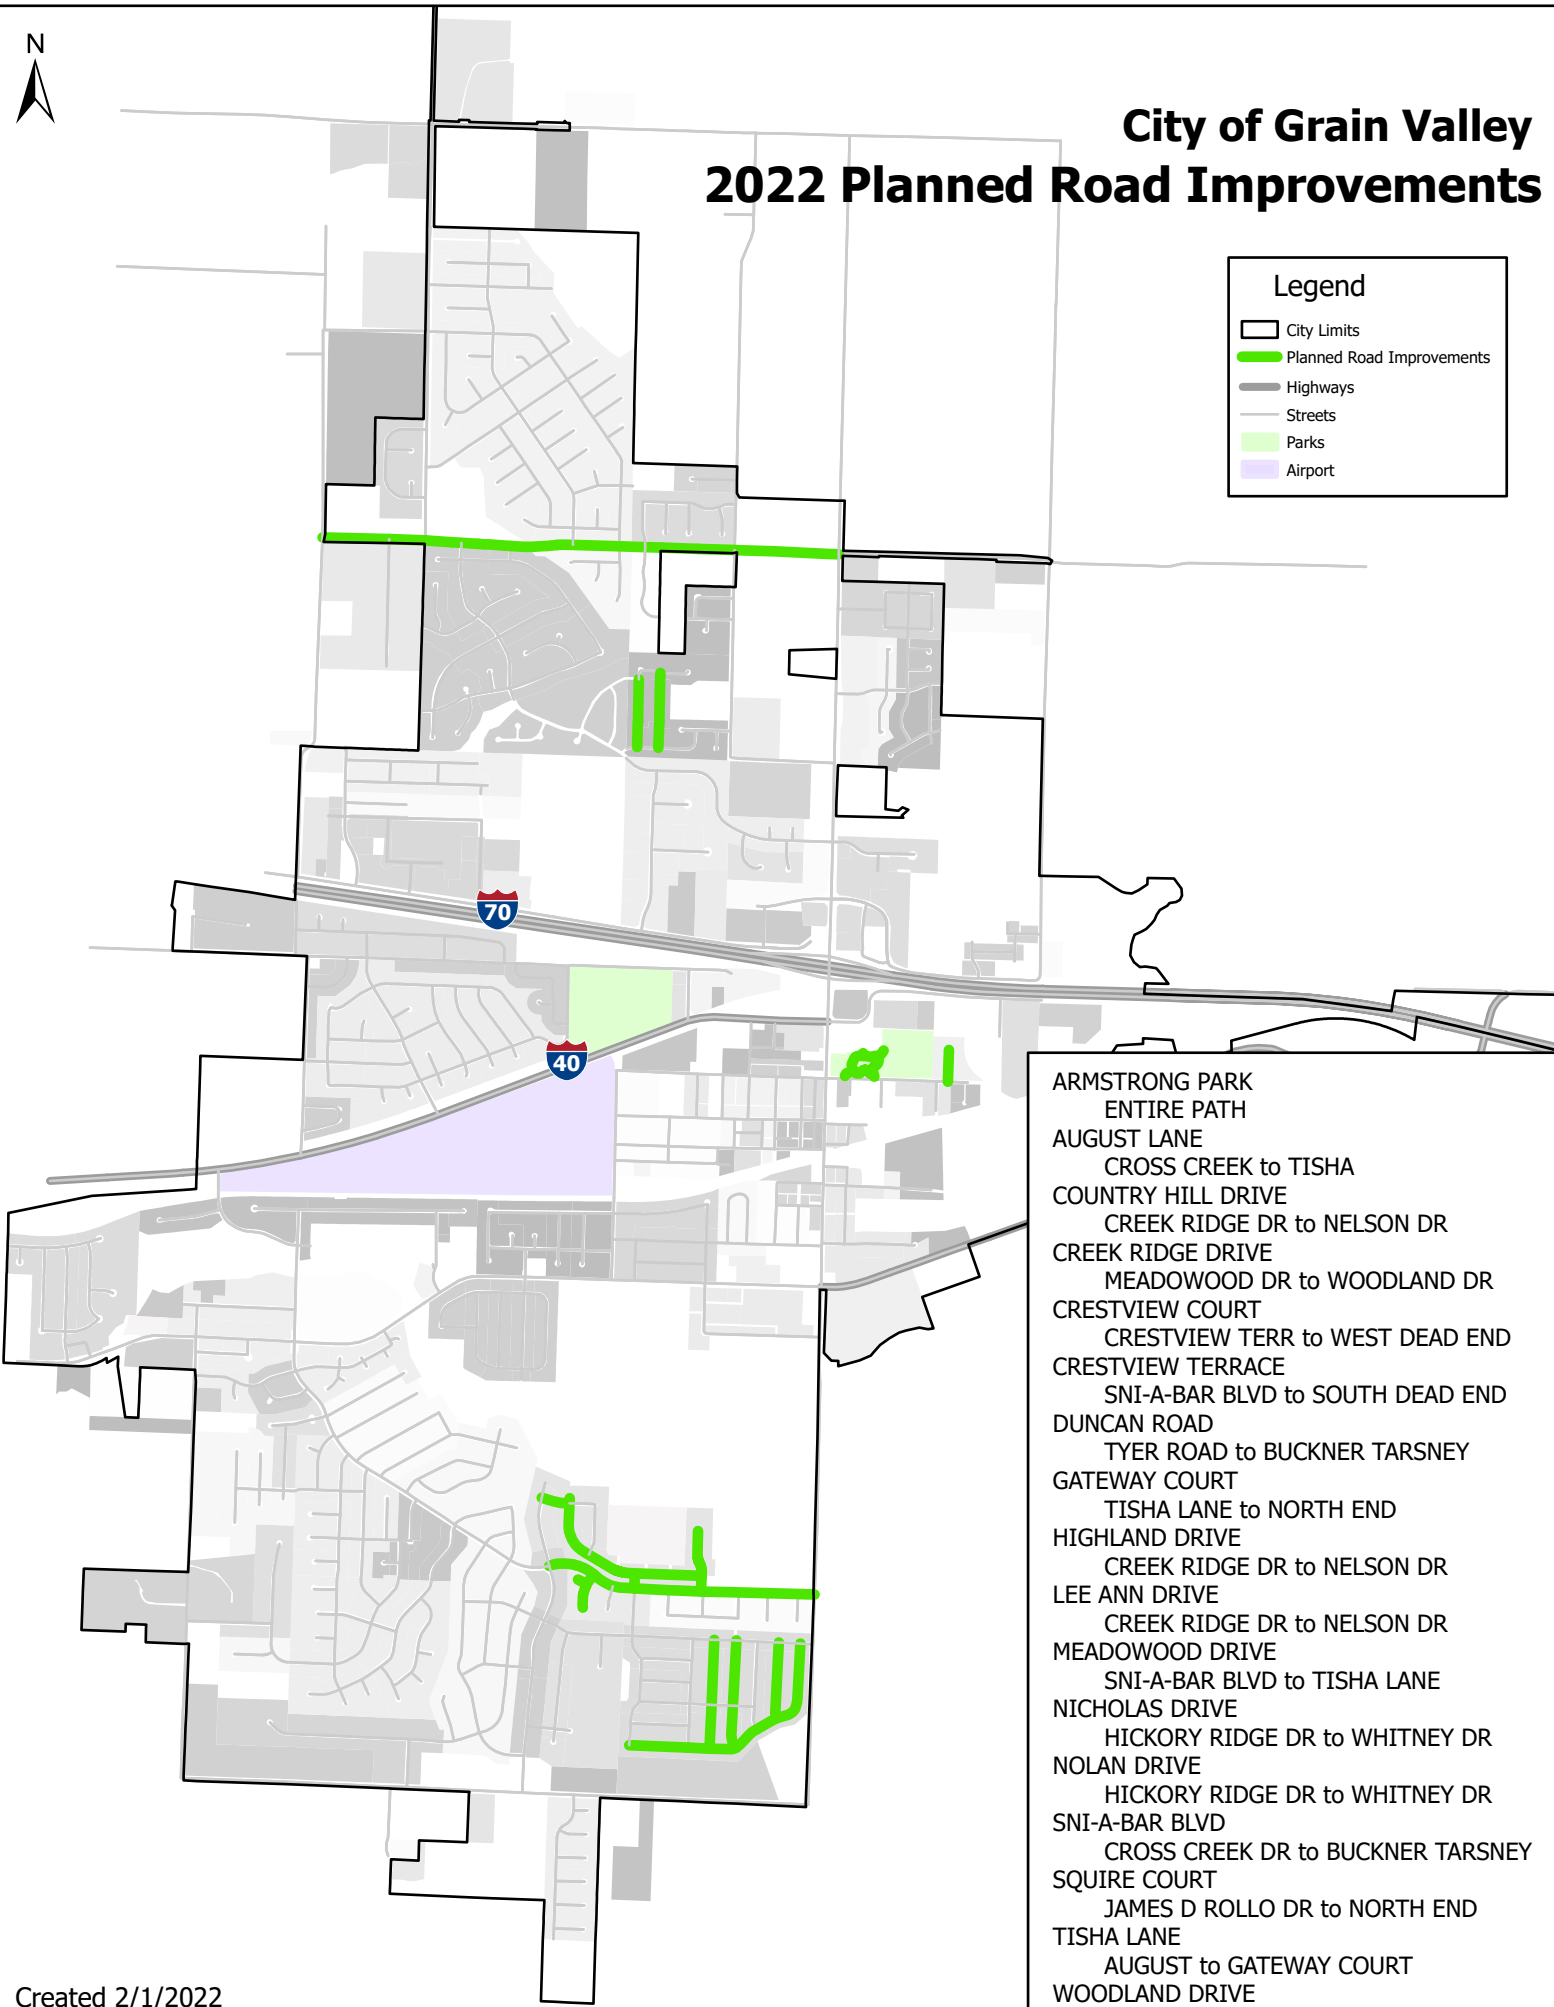 N
City of Grain Valley
2022 Planned Road Improvements
Legend
City Limits
Planned Road Improvements
Highways
Streets
Parks
Airport
70
40
ARMSTRONG PARK
ENTIRE PATH
AUGUST LANE
CROSS CREEK to TISHA
COUNTRY HILL DRIVE
CREEK RIDGE DR to NELSON DR
CREEK RIDGE DRIVE
MEADOWOOD DR to WOODLAND DR
CRESTVIEW COURT
CRESTVIEW TERR to WEST DEAD END
CRESTVIEW TERRACE
SNI-A-BAR BLVD to SOUTH DEAD END
DUNCAN ROAD
TYER ROAD to BUCKNER TARSNEY
GATEWAY COURT
TISHA LANE to NORTH END
HIGHLAND DRIVE
CREEK RIDGE DR to NELSON DR
LEE ANN DRIVE
CREEK RIDGE DR to NELSON DR
MEADOWOOD DRIVE
SNI-A-BAR BLVD to TISHA LANE
NICHOLAS DRIVE
HICKORY RIDGE DR to WHITNEY DR
NOLAN DRIVE
HICKORY RIDGE DR to WHITNEY DR
SNI-A-BAR BLVD
CROSS CREEK DR to BUCKNER TARSNEY
SQUIRE COURT
JAMES D ROLLO DR to NORTH END
TISHA LANE
AUGUST to GATEWAY COURT
WOODLAND DRIVE
Created 2/1/2022